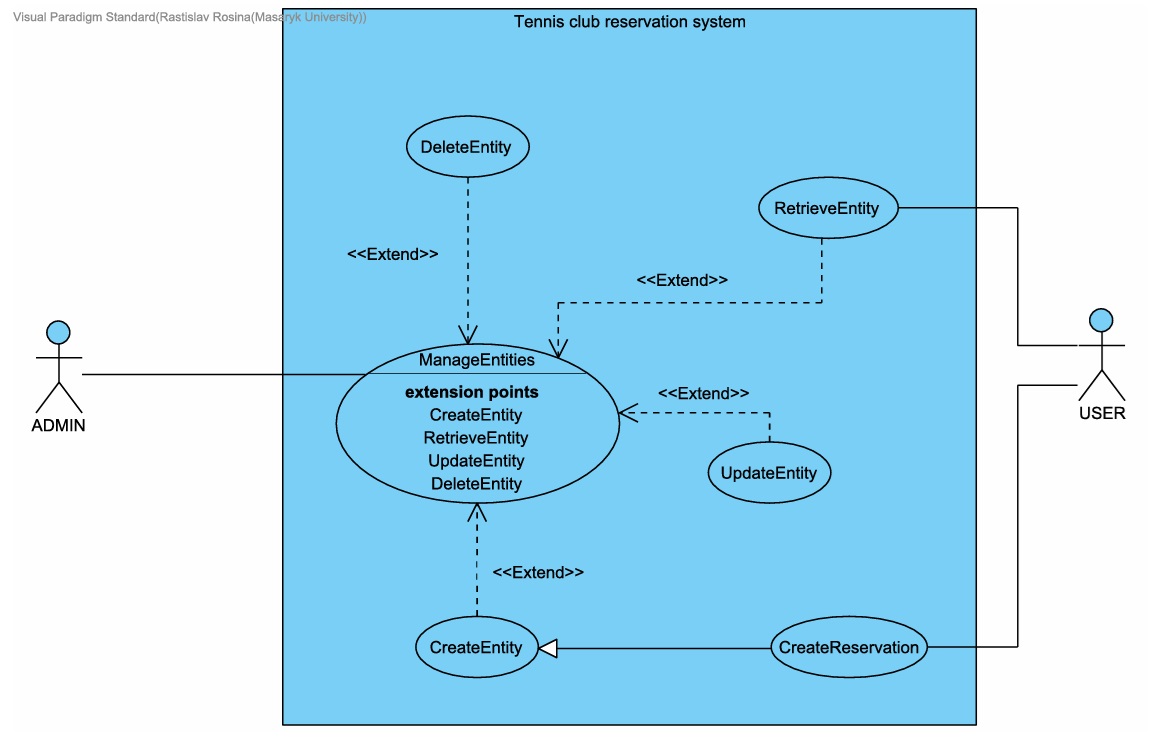 Visual Paradigm Standard(Rastislav Rosina(Masaryk University))
Tennis club reservation system
DeleteEntity
RetrieveEntity
<<Extend>>
<<Extend>>
ManageEntities
extension points
CreateEntity
RetrieveEntity
UpdateEntity
DeleteEntity
<<Extend>>
UpdateEntity
ADMIN
USER
<<Extend>>
CreateEntity
CreateReservation